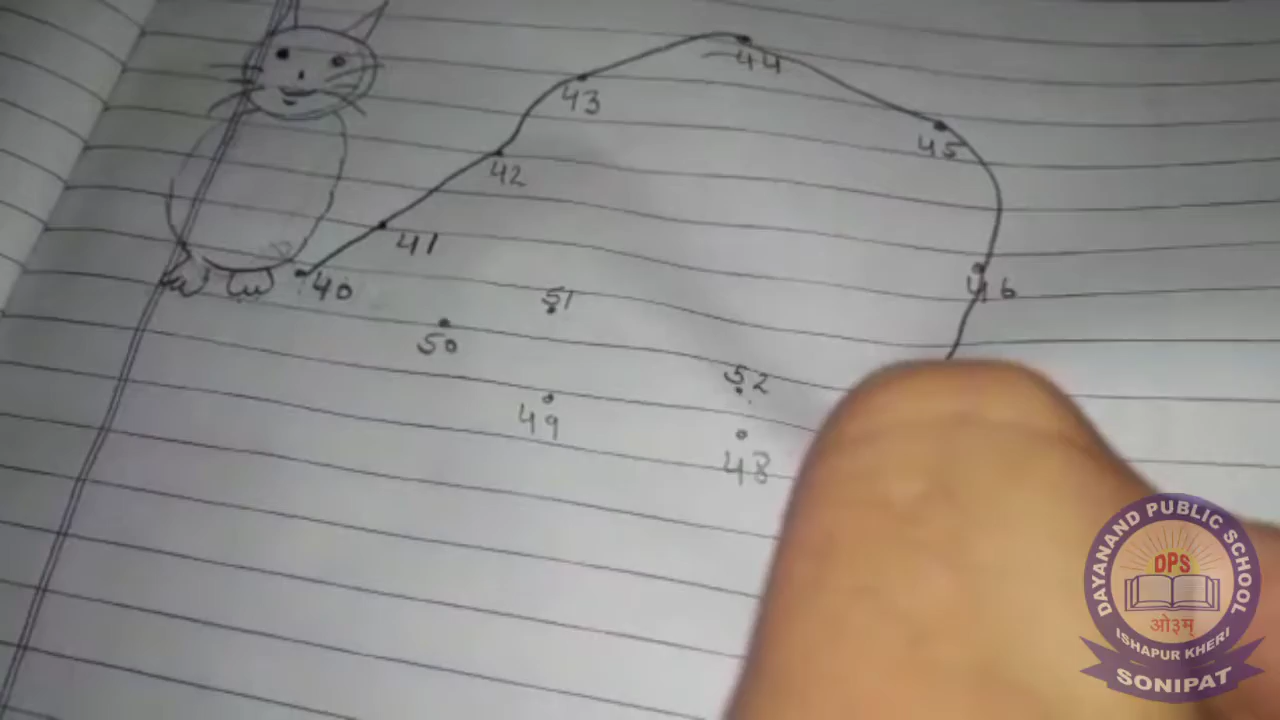 44
43
45
42
41
40
46
51
50
52
49
48
DAYANAND PUBLIC SCHOOL
DPS
ओ३म्
ISHAPUR KHERI
SONIPAT